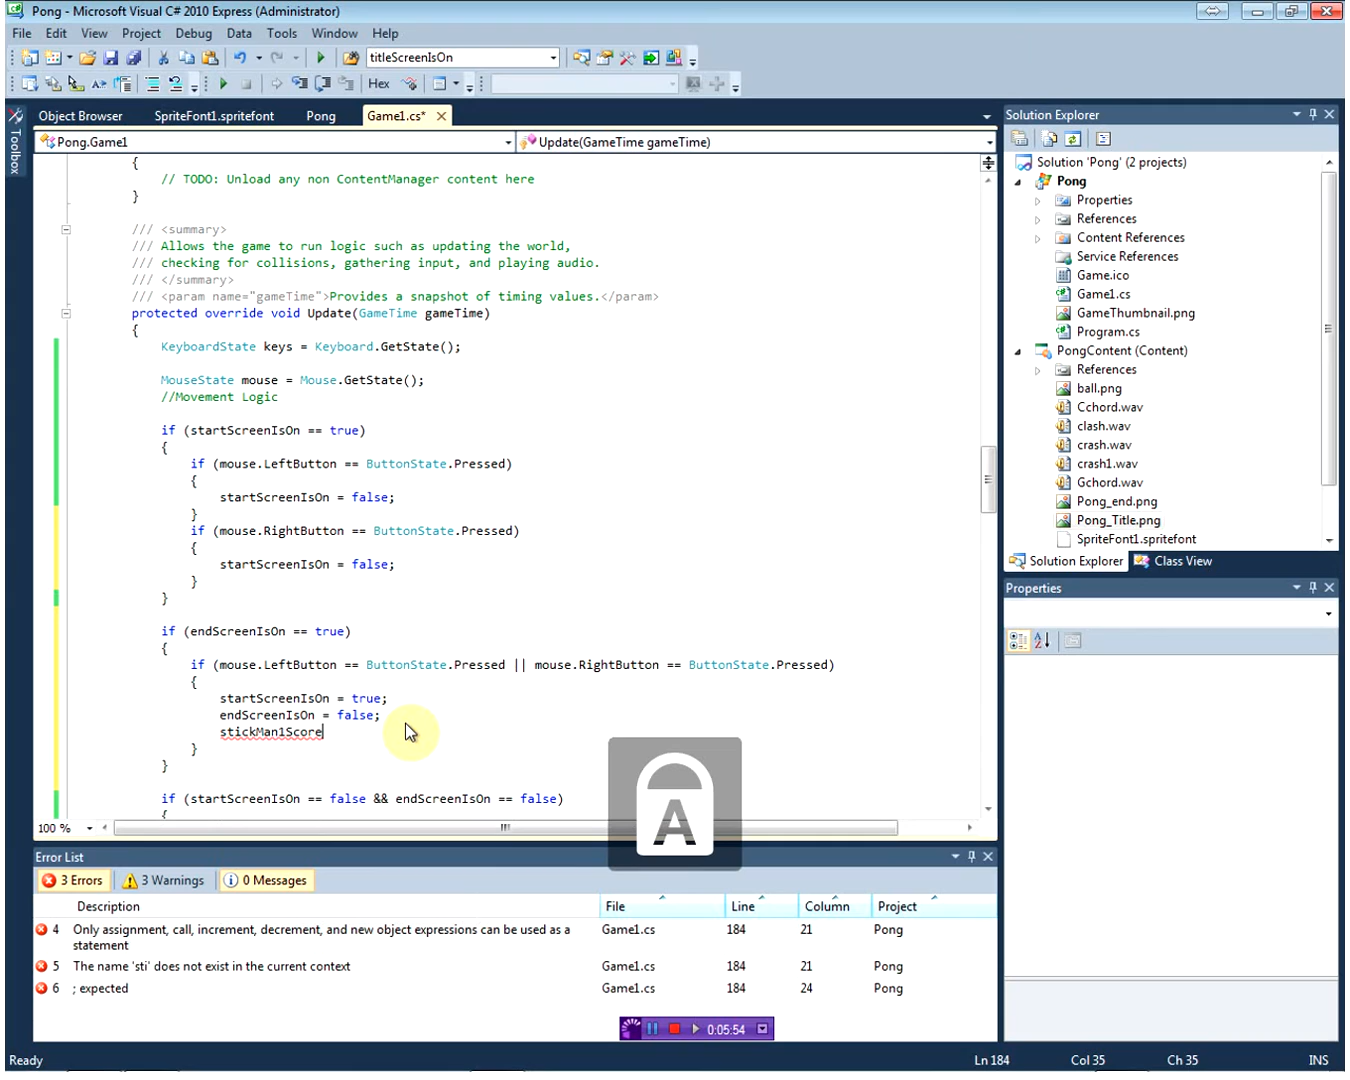 Pong - Microsoft Visual C# 2010 Express (Administrator)
File Edit View Project Debug Data Tools Window Help
titleScreenIsOn
Hex
Toolbox
Object Browser SpriteFont1.spritefont Pong Game1.cs*
Pong.Game1 Update(GameTime gameTime)
{
// TODO: Unload any non ContentManager content here
}
/// <summary>
/// Allows the game to run logic such as updating the world,
/// checking for collisions, gathering input, and playing audio.
/// </summary>
/// <param name="gameTime">Provides a snapshot of timing values.</param>
protected override void Update(GameTime gameTime)
{
KeyboardState keys = Keyboard.GetState();
MouseState mouse = Mouse.GetState();
//Movement Logic
if (startScreenIsOn == true)
{
if (mouse.LeftButton == ButtonState.Pressed)
{
startScreenIsOn = false;
}
if (mouse.RightButton == ButtonState.Pressed)
{
startScreenIsOn = false;
}
}
if (endScreenIsOn == true)
{
if (mouse.LeftButton == ButtonState.Pressed || mouse.RightButton == ButtonState.Pressed)
{
startScreenIsOn = true;
endScreenIsOn = false;
stickMan1Score
}
}
if (startScreenIsOn == false && endScreenIsOn == false)
{
100 %
A
Solution Explorer
Solution 'Pong' (2 projects)
Pong
Properties
References
Content References
Service References
Game.ico
Game1.cs
GameThumbnail.png
Program.cs
PongContent (Content)
References
ball.png
Cchord.wav
clash.wav
crash.wav
crash1.wav
Gchord.wav
Pong_end.png
Pong_Title.png
SpriteFont1.spritefont
Solution Explorer Class View
Properties
Error List
3 Errors 3 Warnings 0 Messages
Description File Line Column Project
4 Only assignment, call, increment, decrement, and new object expressions can be used as a statement Game1.cs 184 21 Pong
5 The name 'sti' does not exist in the current context Game1.cs 184 21 Pong
6 ; expected Game1.cs 184 24 Pong
0:05:54
Ready Ln 184 Col 35 Ch 35 INS